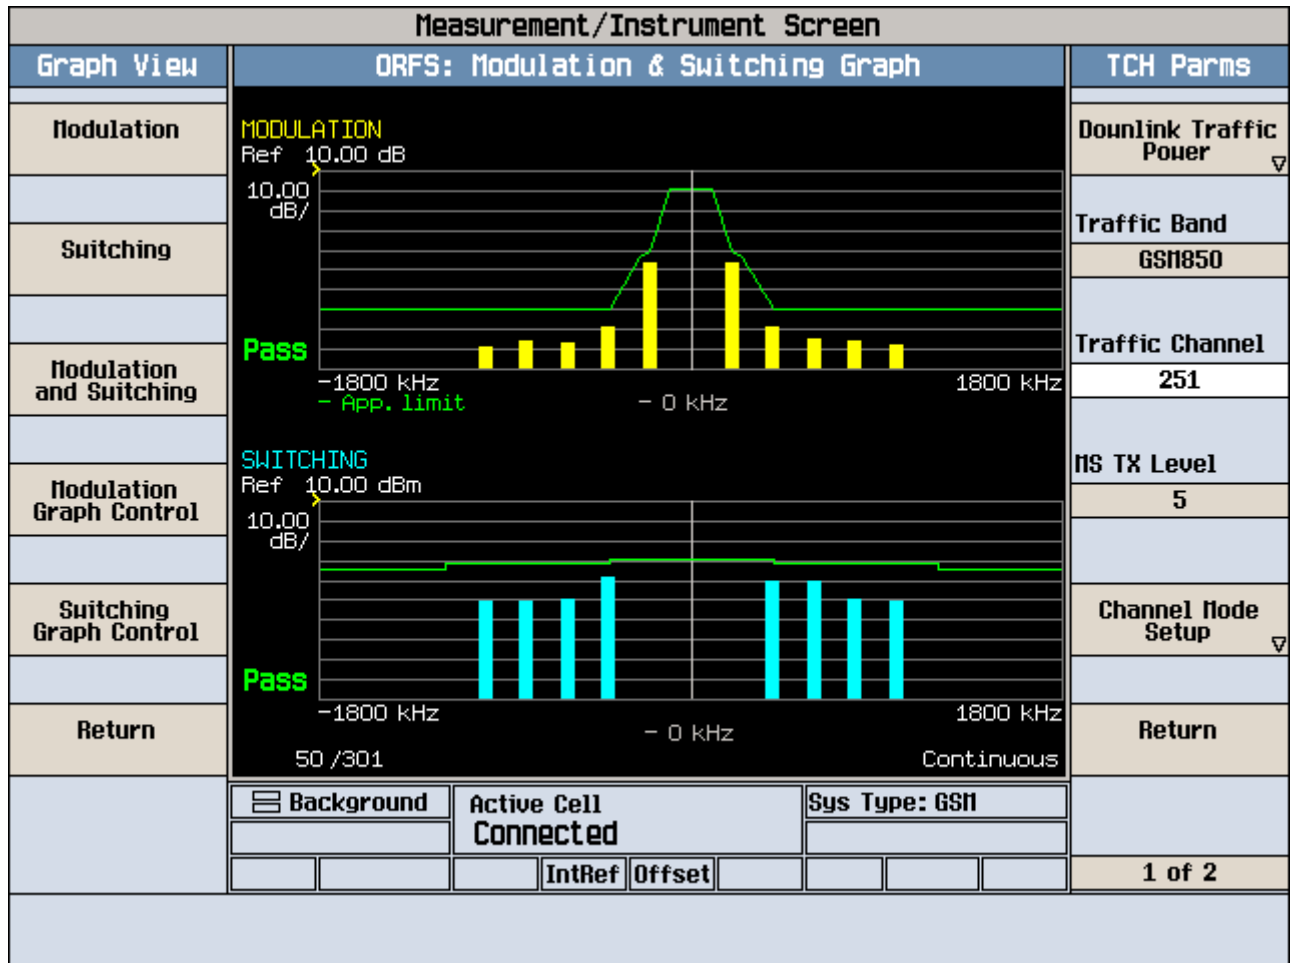 Measurement/Instrument Screen
Graph View
ORFS: Modulation & Switching Graph
TCH Parms
Modulation
Switching
Modulation
and Switching
Modulation
Graph Control
Switching
Graph Control
Return
MODULATION
Ref 10.00 dB
10.00
dB/
Pass
-1800 kHz
1800 kHz
- App. limit
- 0 kHz
SWITCHING
Ref 10.00 dBm
10.00
dB/
Pass
-1800 kHz
1800 kHz
- 0 kHz
50 /301
Continuous
Downlink Traffic
Power
Traffic Band
GSM850
Traffic Channel
251
MS TX Level
5
Channel Mode
Setup
Return
1 of 2
Background
Active Cell
Connected
Sys Type: GSM
IntRef
Offset